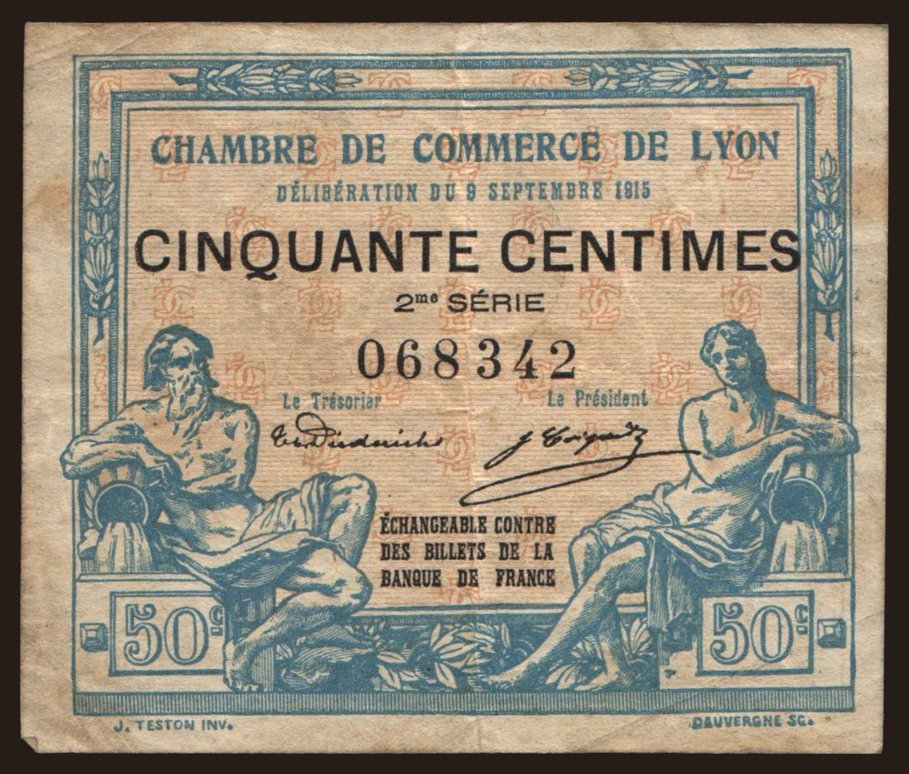 CHAMBRE DE COMMERCE DE LYON
DÉLIBÉRATION DU 9 SEPTEMBRE 1915
CINQUANTE CENTIMES
2me SÉRIE
068342
Le Trésorier
Le Président
ÉCHANGEABLE CONTRE
DES BILLETS DE LA
BANQUE DE FRANCE
50c
50c
J. TESTON INV.
DAUVERGNE SC.